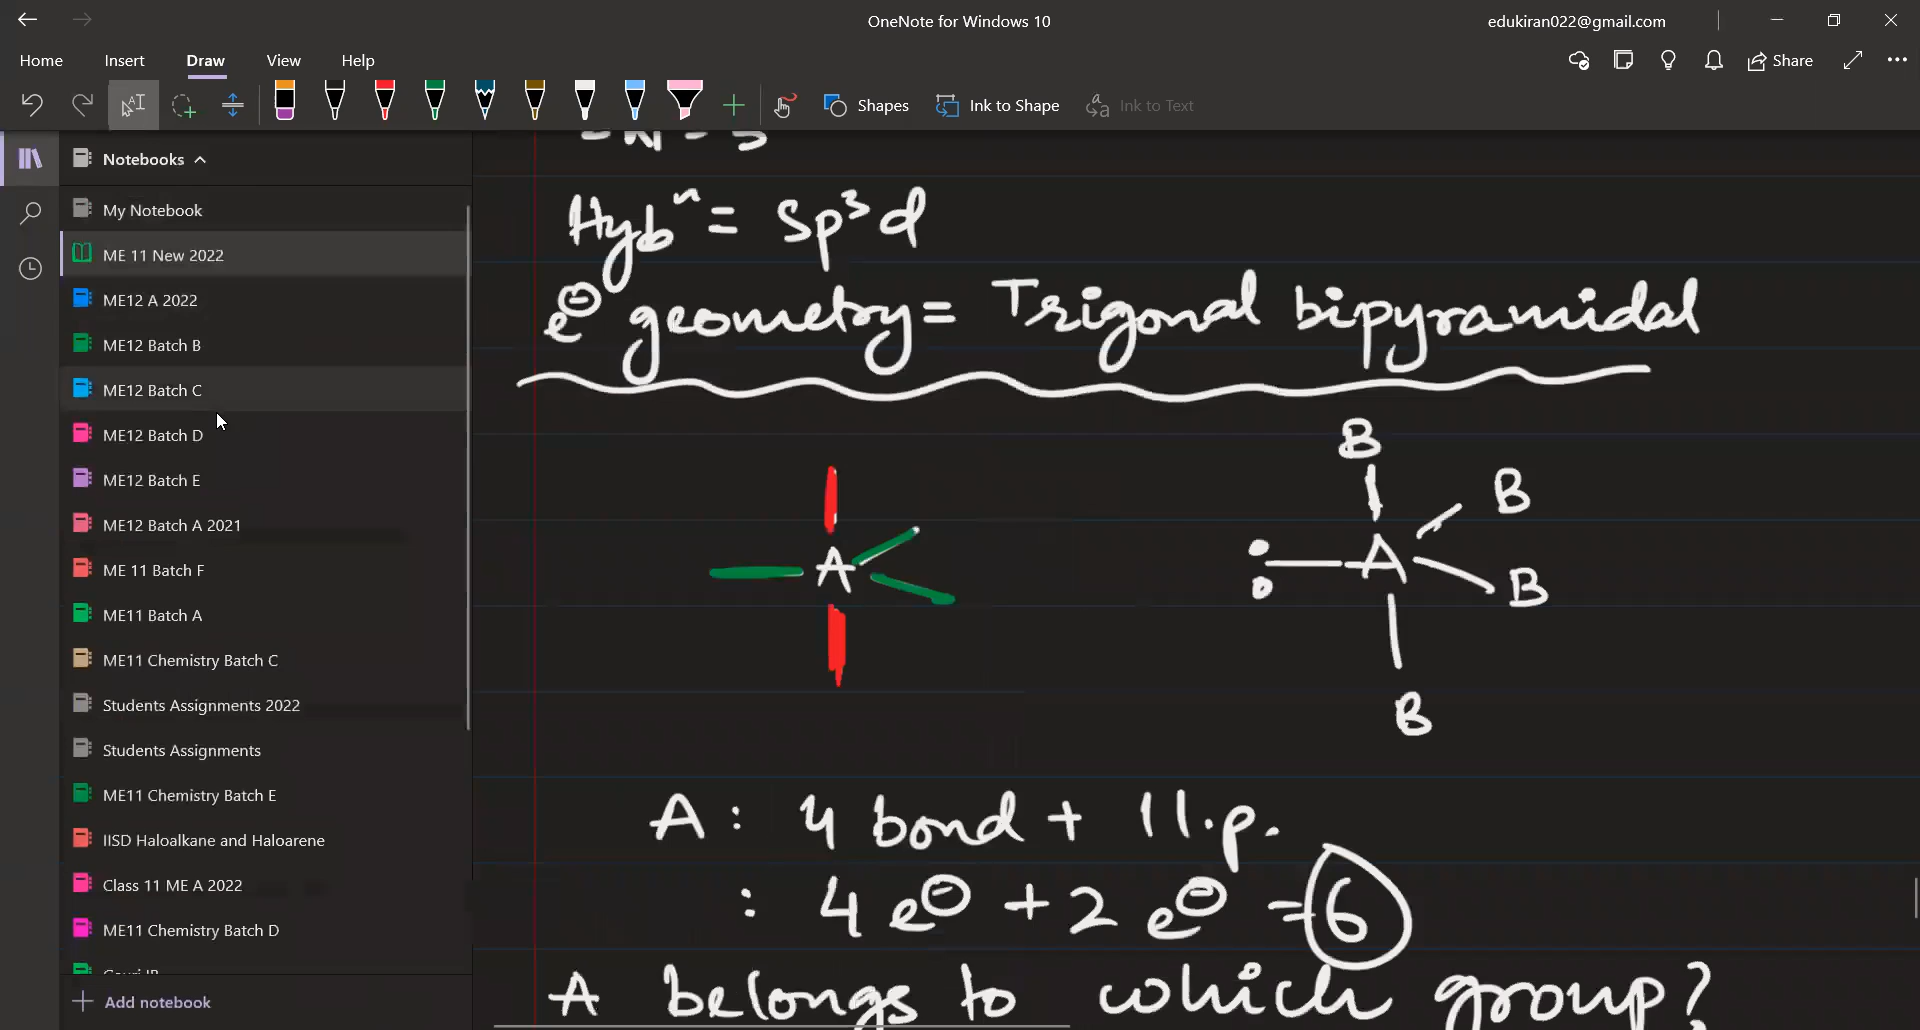 OneNote for Windows 10
edukiran022@gmail.com
Home Insert Draw View Help
Share
Shapes Ink to Shape Ink to Text
Notebooks
My Notebook
ME 11 New 2022
ME12 A 2022
ME12 Batch B
ME12 Batch C
ME12 Batch D
ME12 Batch E
ME12 Batch A 2021
ME 11 Batch F
ME11 Batch A
ME11 Chemistry Batch C
Students Assignments 2022
Students Assignments
ME11 Chemistry Batch E
IISD Haloalkane and Haloarene
Class 11 ME A 2022
ME11 Chemistry Batch D
Add notebook
Hybⁿ = Sp³d
e⊖ geometry = Trigonal bipyramidal
B
B
A
: A
B
B
A : 4 bond + 1 l.p.
: 4 e⊖ + 2 e⊖ = 6
A belongs to which group?